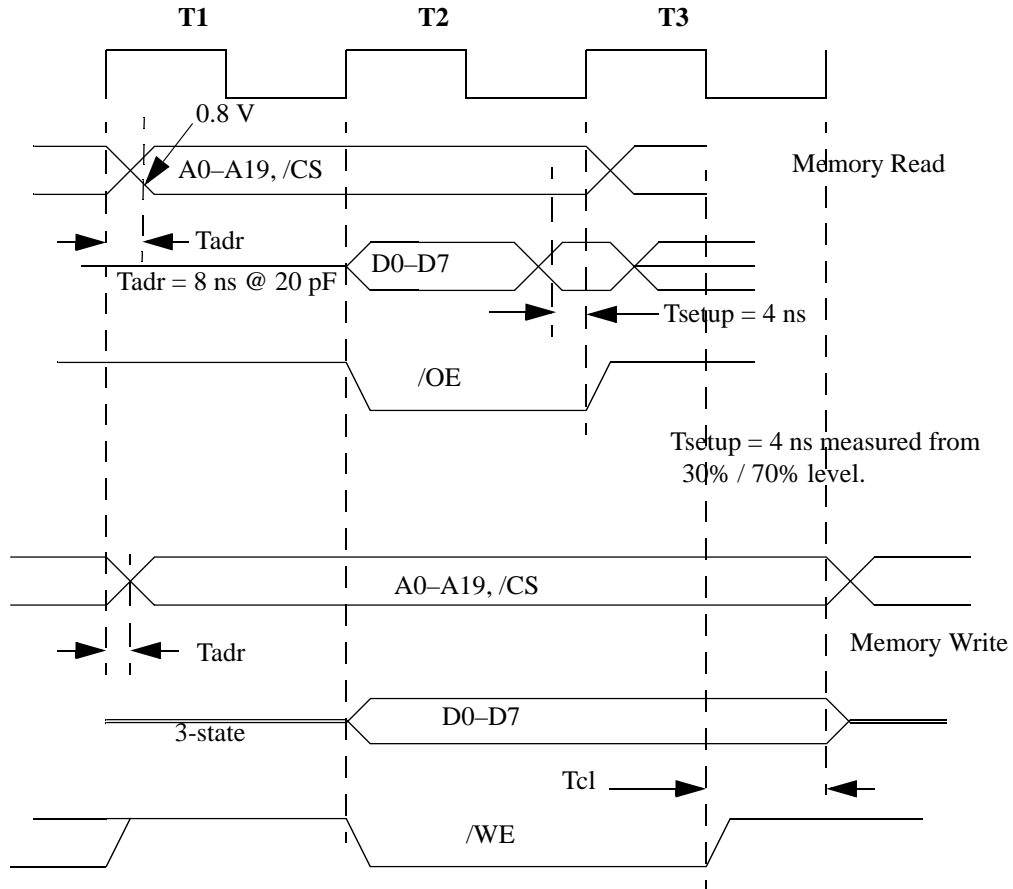 T1 T2 T3
0.8 V
A0–A19, /CS
Memory Read
Tadr
D0–D7
Tadr = 8 ns @ 20 pF
Tsetup = 4 ns
/OE
Tsetup = 4 ns measured from
30% / 70% level.
A0–A19, /CS
Tadr
Memory Write
D0–D7
3-state
Tcl
/WE